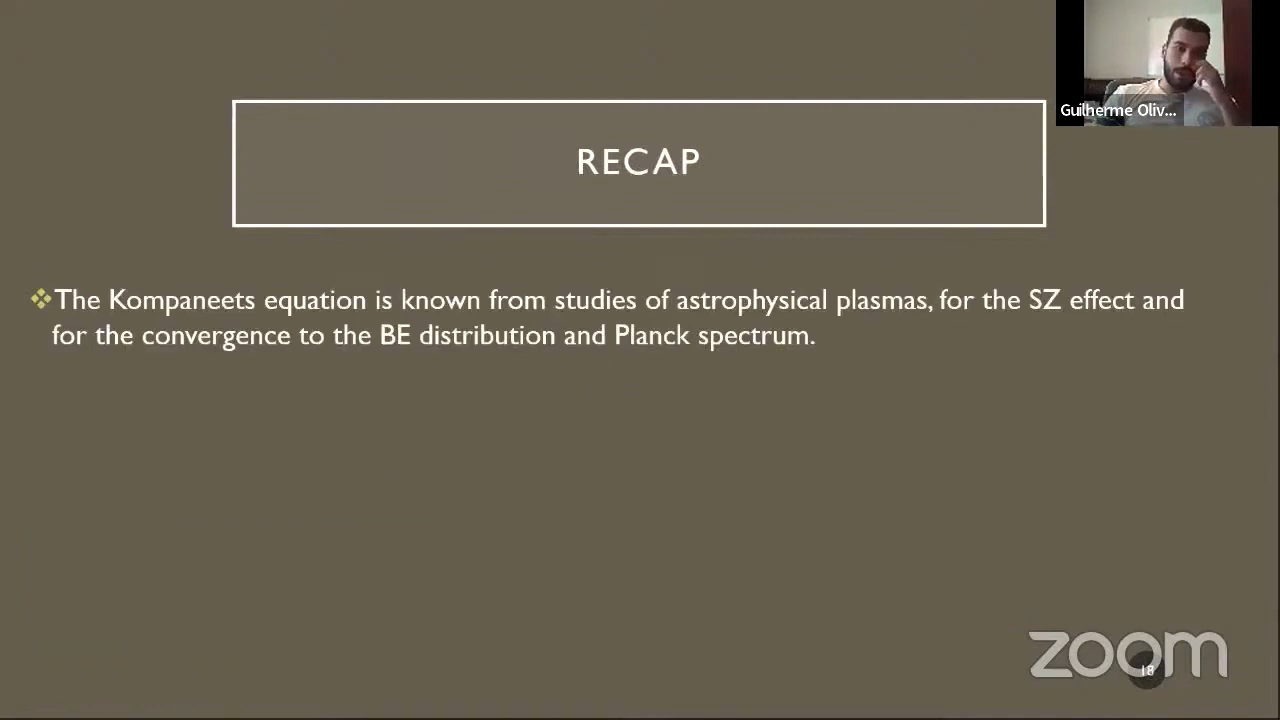 RECAP
Guilherme Oliv...
The Kompaneets equation is known from studies of astrophysical plasmas, for the SZ effect and
for the convergence to the BE distribution and Planck spectrum.
zoom
18